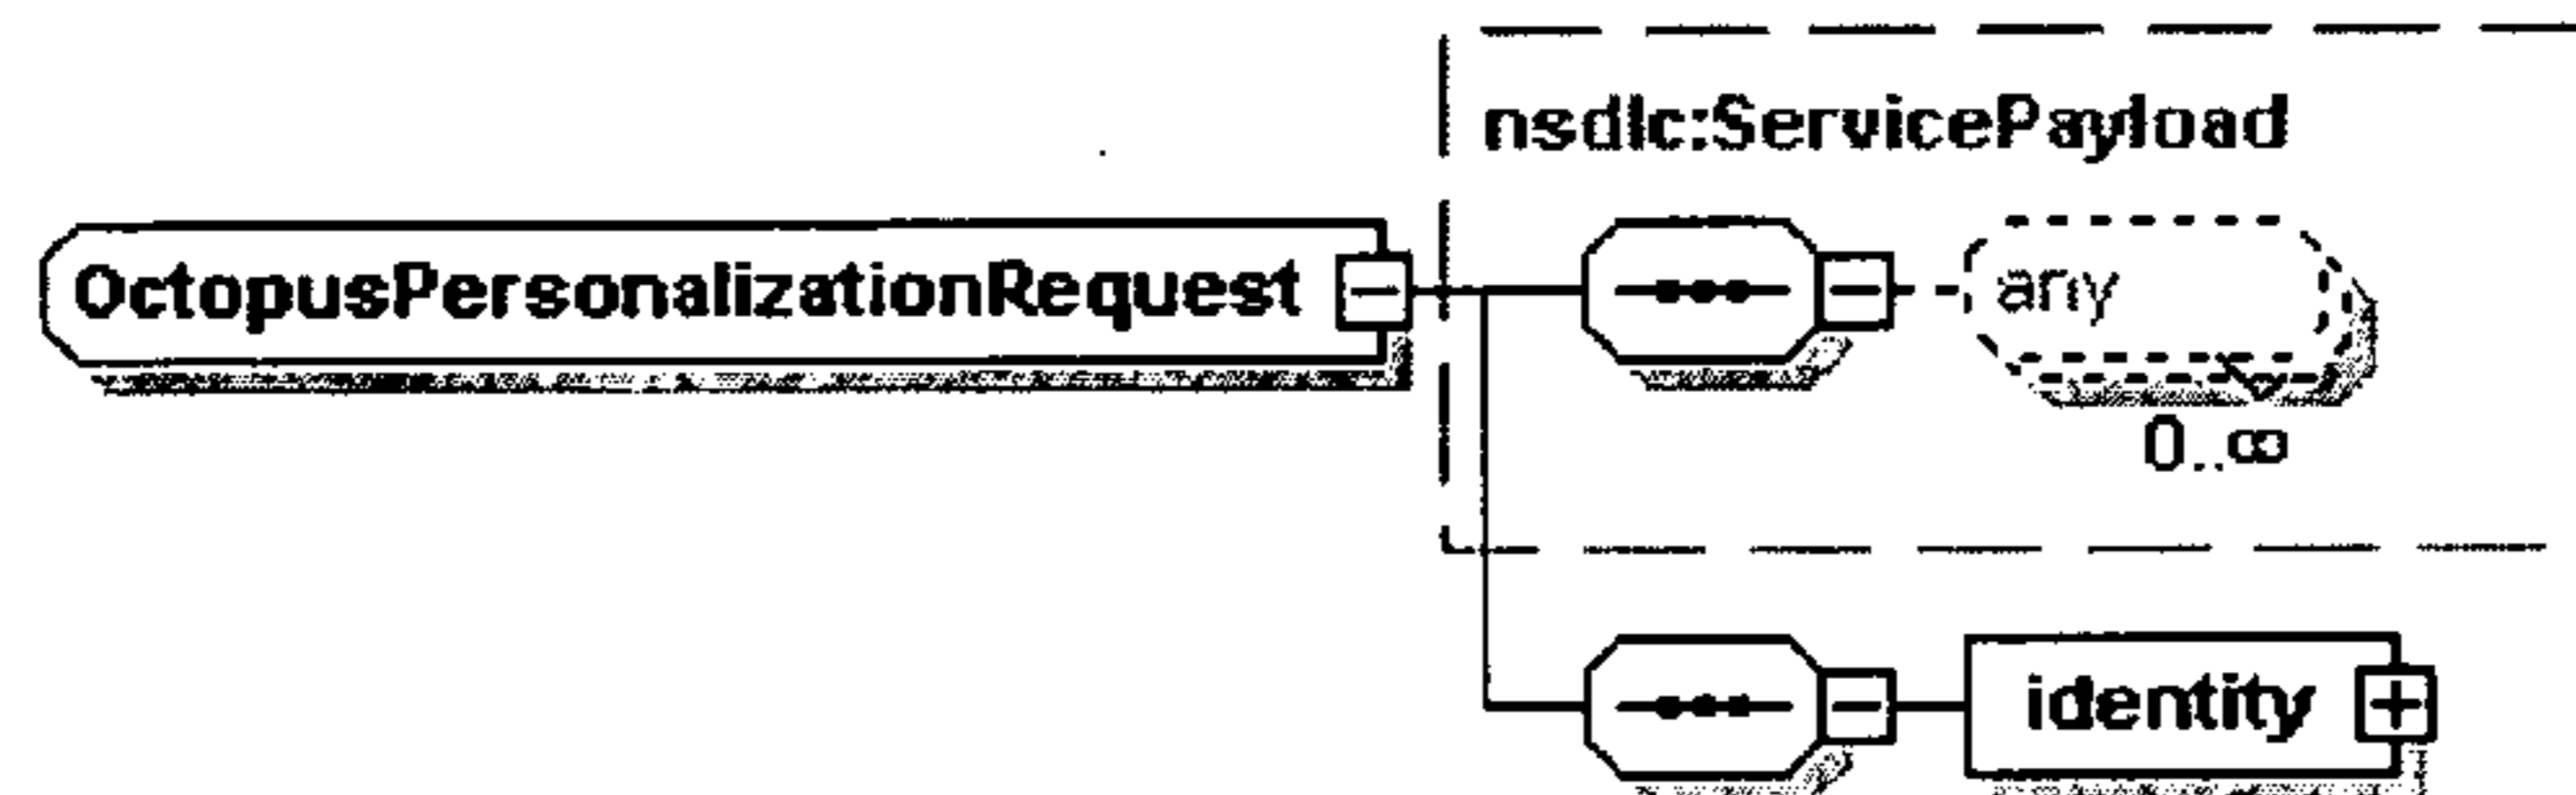 nsdlc:ServicePayload
OctopusPersonalizationRequest
any
0..∞
identity